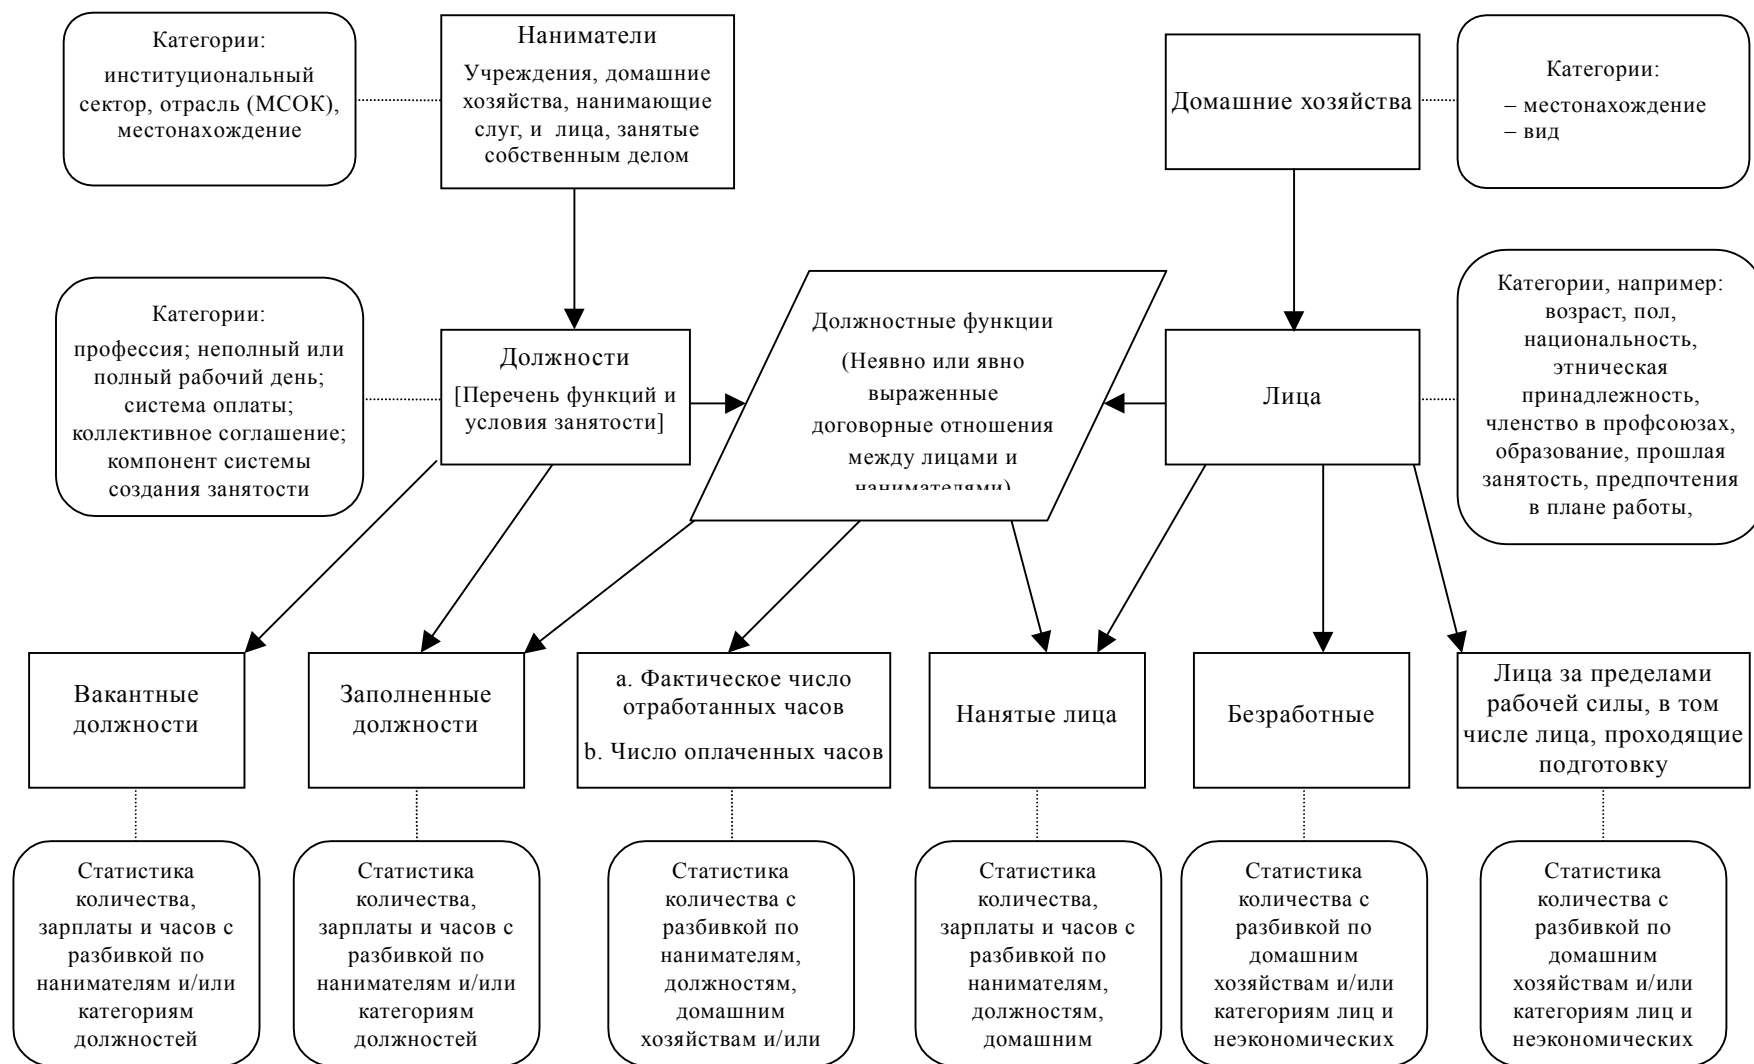 Категории:
институциональный
сектор, отрасль (МСОК),
местонахождение
Наниматели
Учреждения, домашние
хозяйства, нанимающие
слуг, и лица, занятые
собственным делом
Домашние хозяйства
Категории:
– местонахождение
– вид
Категории:
профессия; неполный или
полный рабочий день;
система оплаты;
коллективное соглашение;
компонент системы
создания занятости
Должности
[Перечень функций и
условия занятости]
Должностные функции
(Неявно или явно
выраженные
договорные отношения
между лицами и
нанимателями)
Лица
Категории, например:
возраст, пол,
национальность,
этническая
принадлежность,
членство в профсоюзах,
образование, прошлая
занятость, предпочтения
в плане работы,
Вакантные
должности
Заполненные
должности
a. Фактическое число
отработанных часов
b. Число оплаченных часов
Нанятые лица
Безработные
Лица за пределами
рабочей силы, в том
числе лица, проходящие
подготовку
Статистика
количества,
зарплаты и часов с
разбивкой по
нанимателям и/или
категориям
должностей
Статистика
количества,
зарплаты и часов с
разбивкой по
нанимателям и/или
категориям
должностей
Статистика
количества с
разбивкой по
нанимателям,
должностям,
домашним
хозяйствам и/или
Статистика
количества,
зарплаты и часов с
разбивкой по
нанимателям,
должностям,
домашним
Статистика
количества с
разбивкой по
домашним
хозяйствам и/или
категориям лиц и
неэкономических
Статистика
количества с
разбивкой по
домашним
хозяйствам и/или
категориям лиц и
неэкономических